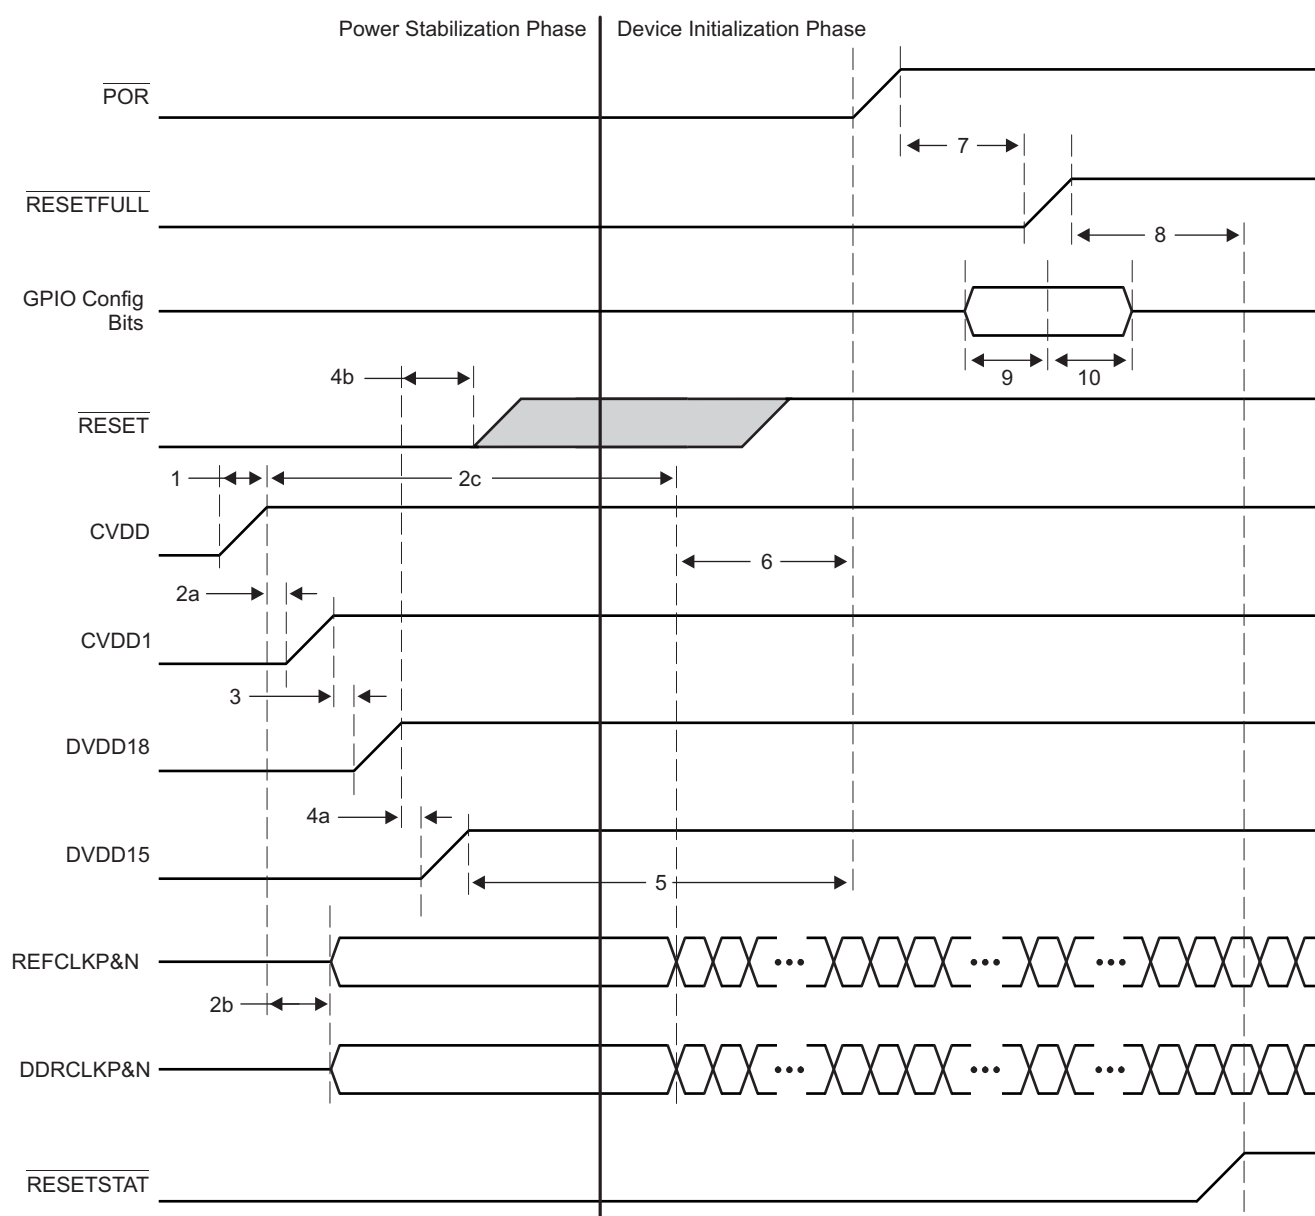 Power Stabilization Phase
Device Initialization Phase
POR
7
RESETFULL
8
GPIO Config
Bits
9
10
4b
RESET
1
2c
CVDD
6
2a
CVDD1
3
DVDD18
4a
DVDD15
5
REFCLKP&N
2b
DDRCLKP&N
RESETSTAT